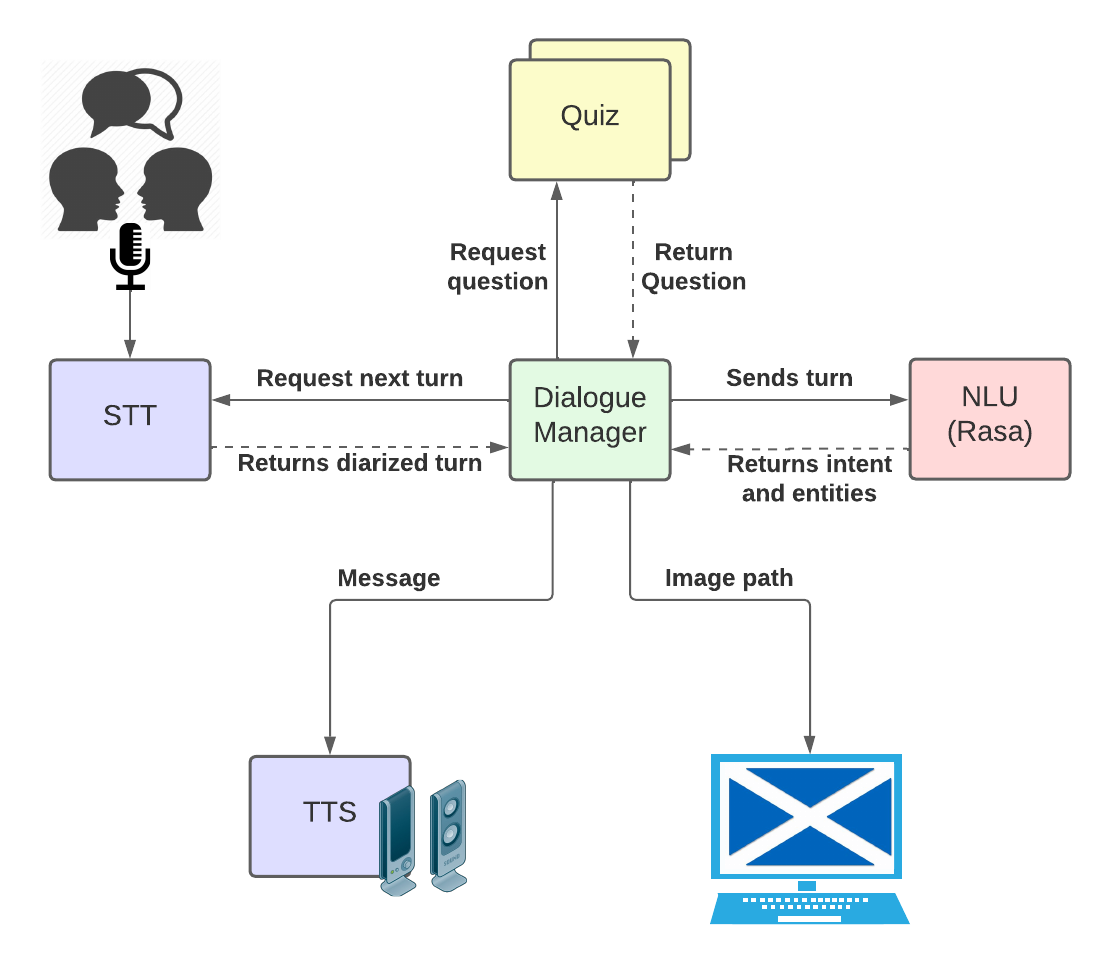 Quiz
Request
question
Return
Question
STT
Request next turn
Returns diarized turn
Dialogue
Manager
Sends turn
Returns intent
and entities
NLU
(Rasa)
Message
Image path
TTS